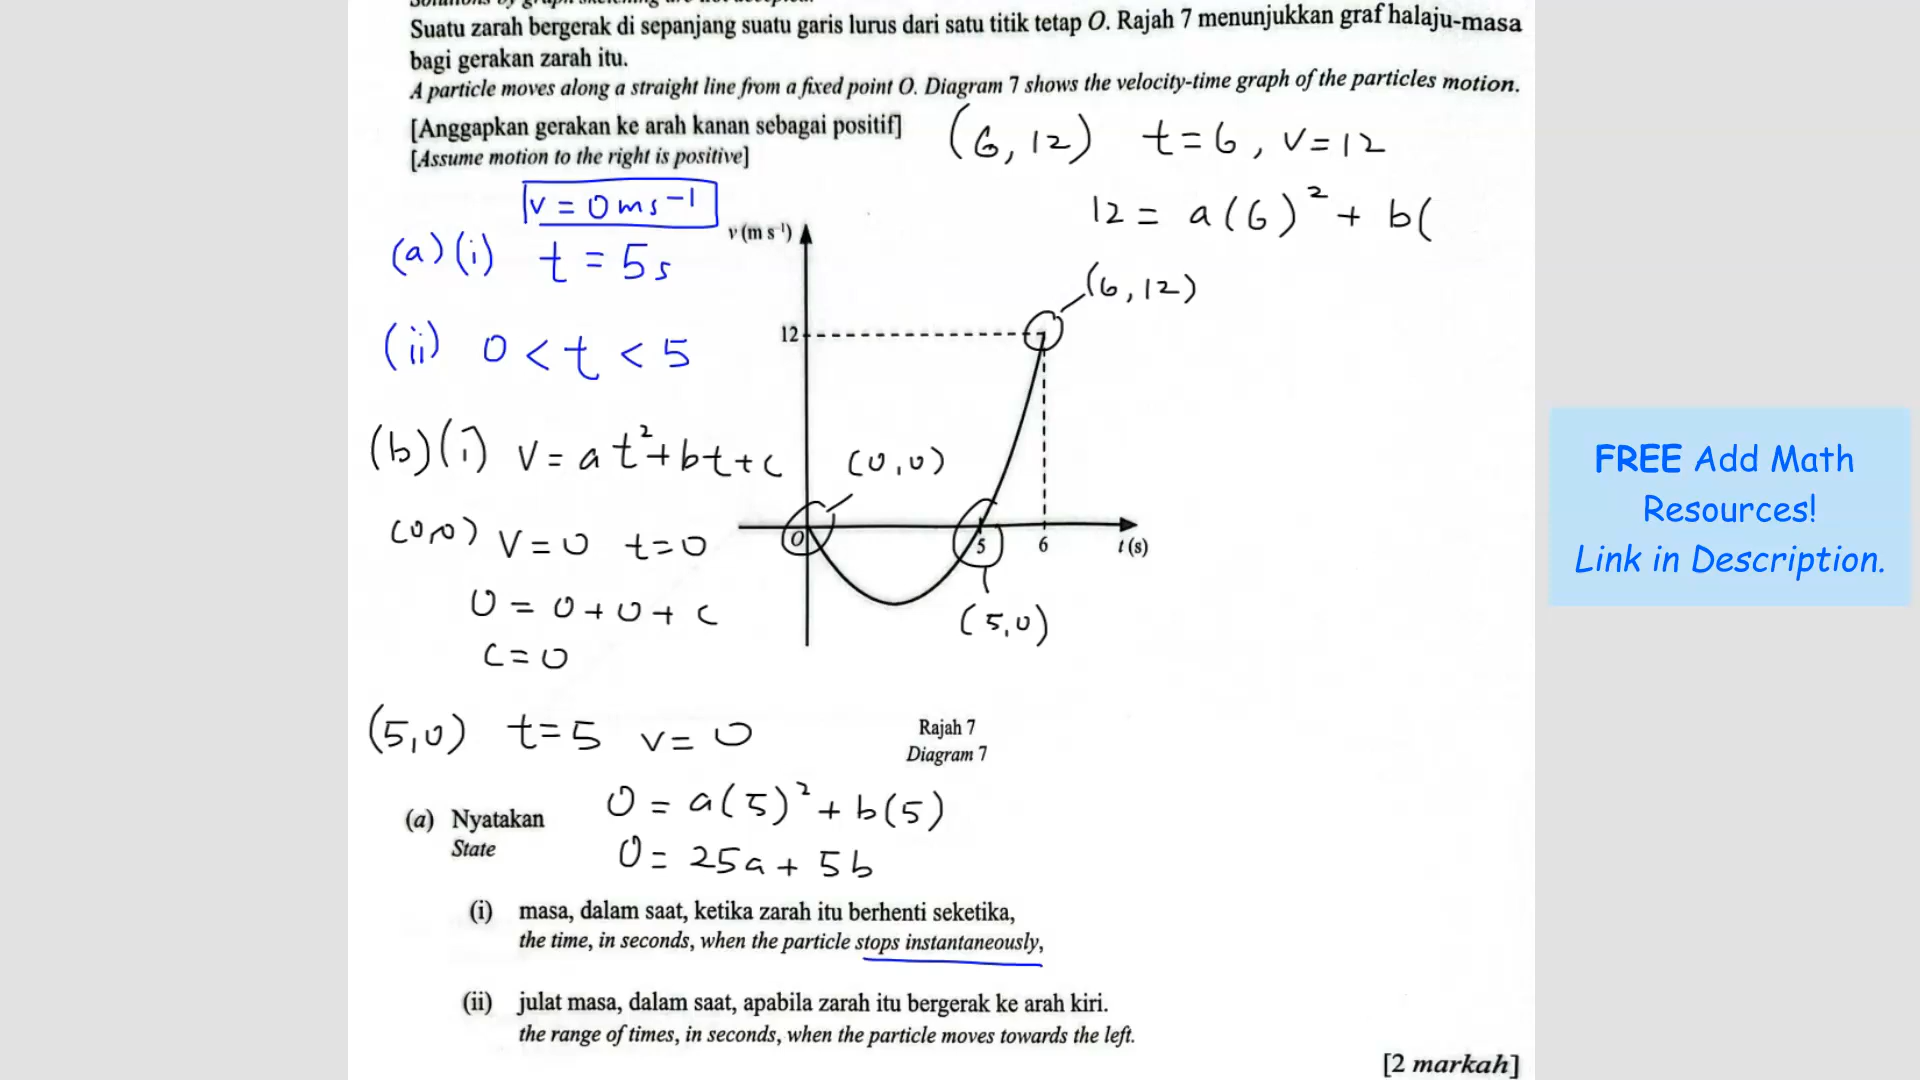 Solutions by graph sketching are not accepted.
Suatu zarah bergerak di sepanjang suatu garis lurus dari satu titik tetap O. Rajah 7 menunjukkan graf halaju-masa
bagi gerakan zarah itu.
A particle moves along a straight line from a fixed point O. Diagram 7 shows the velocity-time graph of the particles motion.
[Anggapkan gerakan ke arah kanan sebagai positif]
[Assume motion to the right is positive]
(6, 12) t = 6, v = 12
12 = a(6)² + b(
v = 0 ms⁻¹
(a)(i) t = 5s
(ii) 0 < t < 5
v (m s⁻¹)
(6, 12)
12
(b)(i) v = at² + bt + c
(0, 0)
O
5
6
t (s)
(5, 0)
(0,0) v = 0 t = 0
0 = 0 + 0 + c
c = 0
(5,0) t = 5 v = 0
Rajah 7
Diagram 7
0 = a(5)² + b(5)
0 = 25a + 5b
(a) Nyatakan
State
(i) masa, dalam saat, ketika zarah itu berhenti seketika,
the time, in seconds, when the particle stops instantaneously,
(ii) julat masa, dalam saat, apabila zarah itu bergerak ke arah kiri.
the range of times, in seconds, when the particle moves towards the left.
[2 markah]
FREE Add Math
Resources!
Link in Description.